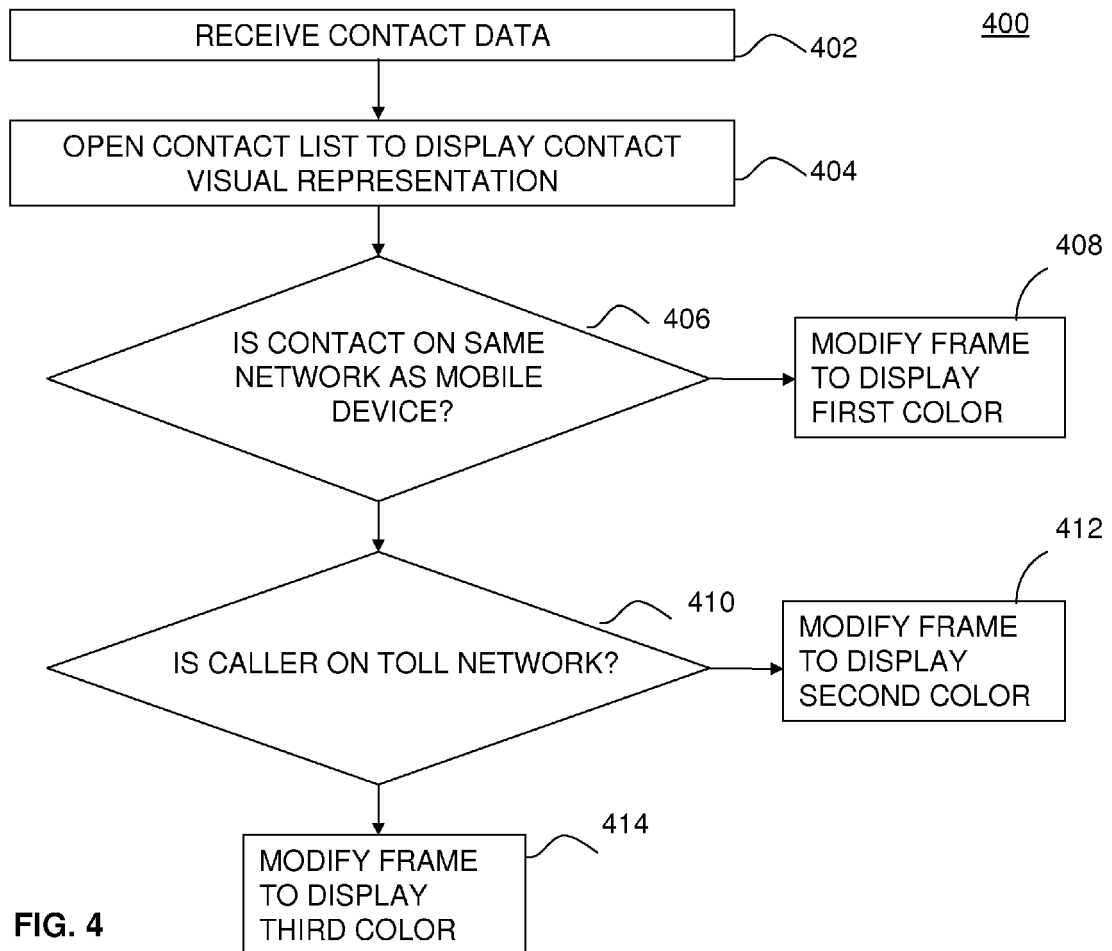 RECEIVE CONTACT DATA
400
402
OPEN CONTACT LIST TO DISPLAY CONTACT
VISUAL REPRESENTATION
404
408
406
IS CONTACT ON SAME
NETWORK AS MOBILE
DEVICE?
MODIFY FRAME
TO DISPLAY
FIRST COLOR
412
410
IS CALLER ON TOLL NETWORK?
MODIFY FRAME
TO DISPLAY
SECOND COLOR
414
MODIFY FRAME
TO DISPLAY
THIRD COLOR
FIG. 4